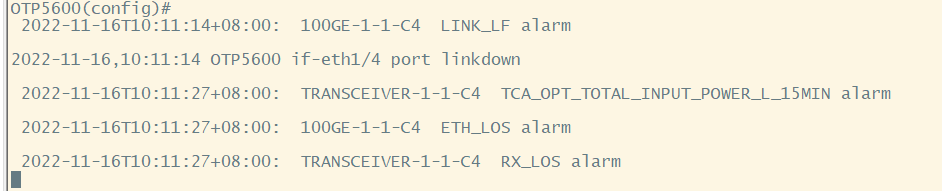 OTP5600(config)#
2022-11-16T10:11:14+08:00:  100GE-1-1-C4  LINK_LF alarm
2022-11-16,10:11:14 OTP5600 if-eth1/4 port linkdown
2022-11-16T10:11:27+08:00:  TRANSCEIVER-1-1-C4  TCA_OPT_TOTAL_INPUT_POWER_L_15MIN alarm
2022-11-16T10:11:27+08:00:  100GE-1-1-C4  ETH_LOS alarm
2022-11-16T10:11:27+08:00:  TRANSCEIVER-1-1-C4  RX_LOS alarm